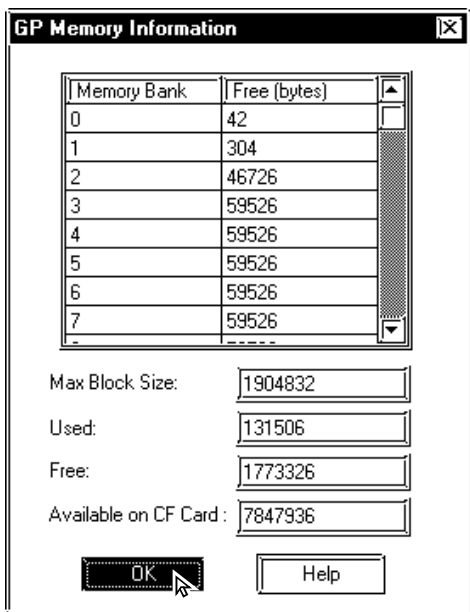 GP Memory Information
Memory Bank Free (bytes)
0 42
1 304
2 46726
3 59526
4 59526
5 59526
6 59526
7 59526
Max Block Size: 1904832
Used: 131506
Free: 1773326
Available on CF Card : 7847936
OK Help